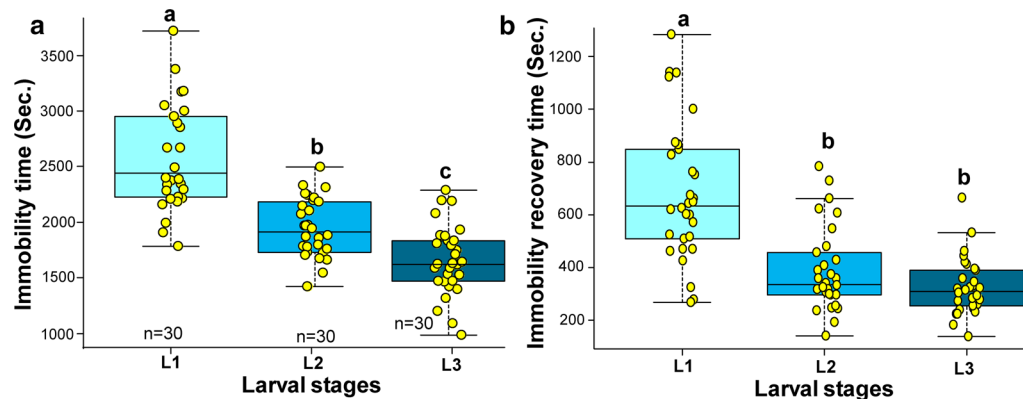 a
Immobility time (Sec.)
3500
3000
2500
2000
1500
1000
a
b
c
n=30
n=30
n=30
L1
L2
L3
Larval stages
b
Immobility recovery time (Sec.)
1200
1000
800
600
400
200
a
b
b
L1
L2
L3
Larval stages